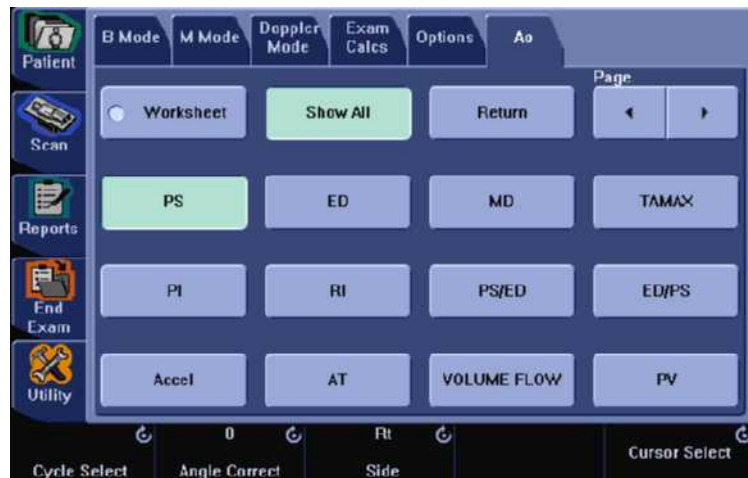 Patient
Scan
Reports
End
Exam
Utility
B Mode
M Mode
Doppler
Mode
Exam
Calcs
Options
Ao
Page
Worksheet
Show All
Return
PS
ED
MD
TAMAX
PI
RI
PS/ED
ED/PS
Accel
AT
VOLUME FLOW
PV
0
Rt
Cycle Select
Angle Correct
Side
Cursor Select